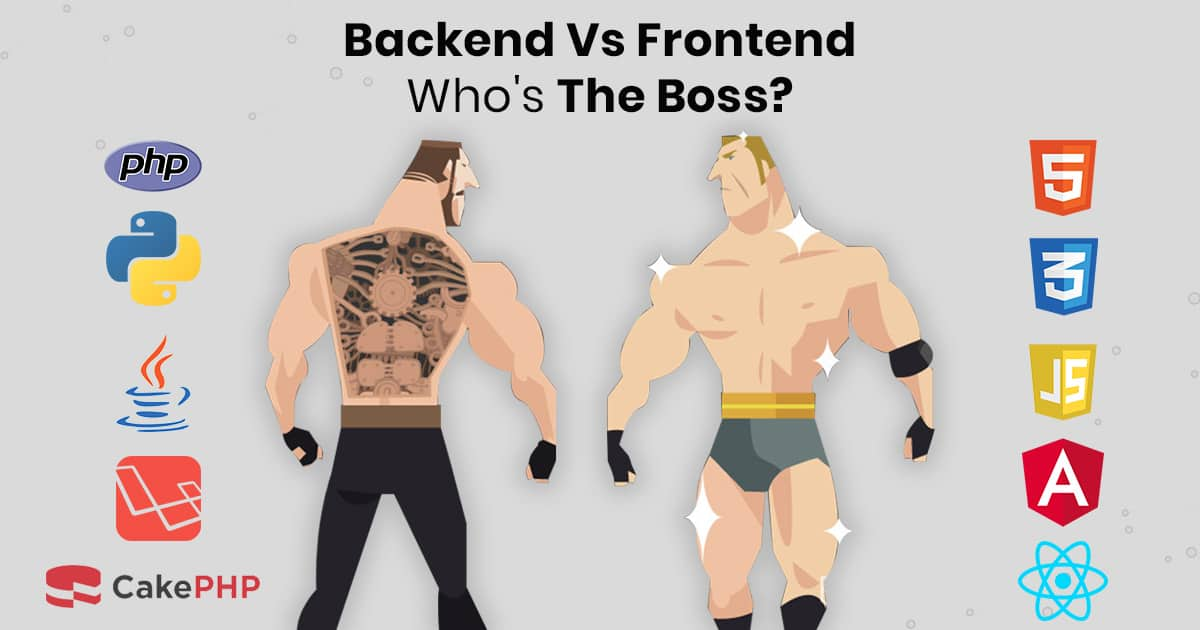 Backend Vs Frontend
Who's The Boss?
php
5
3
JS
A
CakePHP